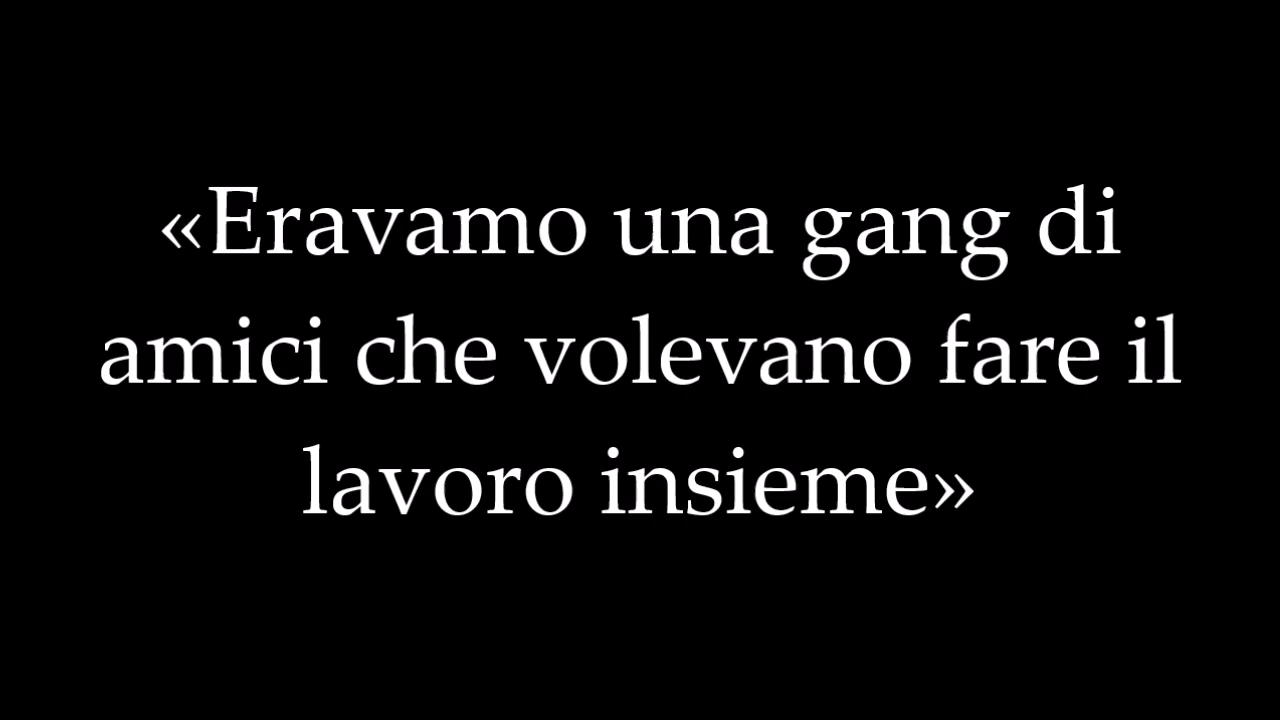 «Eravamo una gang di
amici che volevano fare il
lavoro insieme»